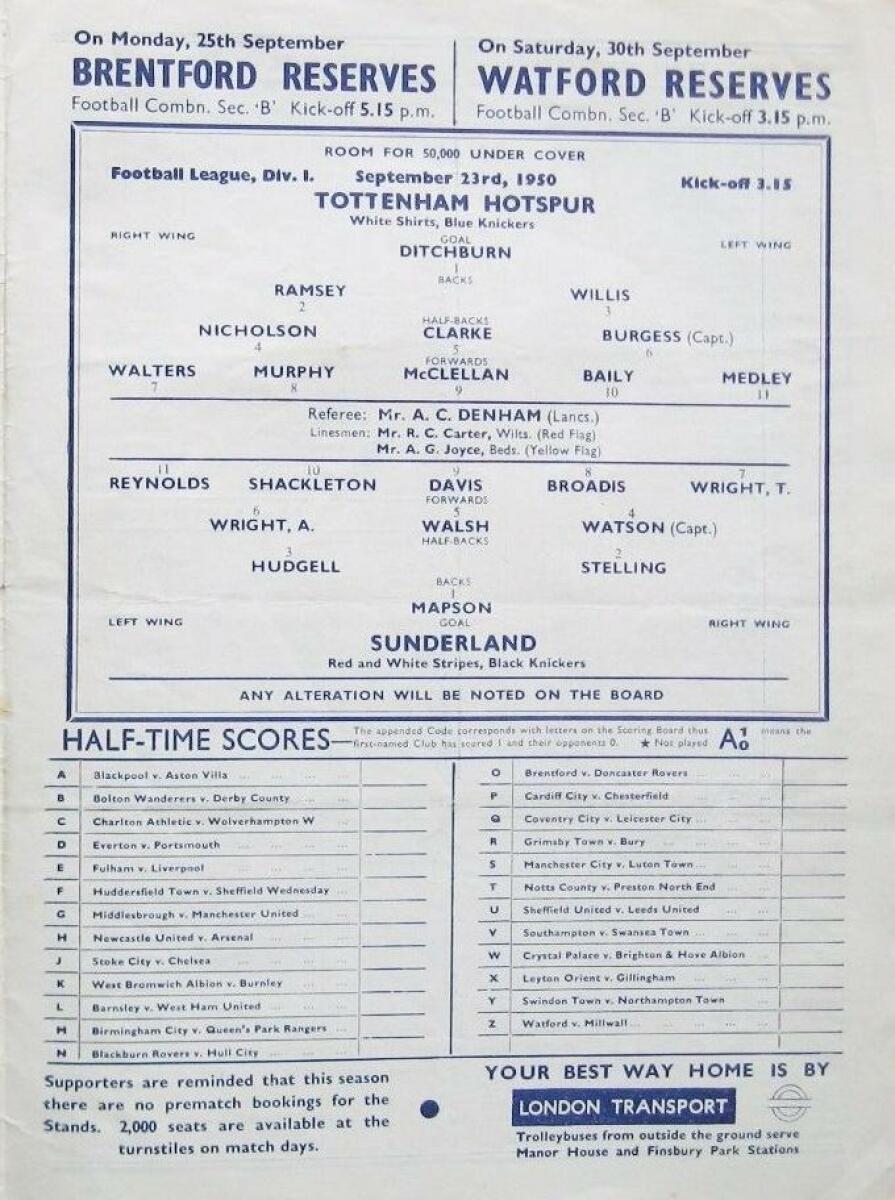 On Monday, 25th September
BRENTFORD RESERVES
Football Combn. Sec. 'B' Kick-off 5.15 p.m.
On Saturday, 30th September
WATFORD RESERVES
Football Combn. Sec. 'B' Kick-off 3.15 p.m.
ROOM FOR 50,000 UNDER COVER
Football League, Div. I. September 23rd, 1950 Kick-off 3.15
TOTTENHAM HOTSPUR
White Shirts, Blue Knickers
RIGHT WING GOAL LEFT WING
DITCHBURN
1
BACKS
RAMSEY WILLIS
2 3
HALF-BACKS
NICHOLSON CLARKE BURGESS (Capt.)
4 5 6
FORWARDS
WALTERS MURPHY McCLELLAN BAILY MEDLEY
7 8 9 10 11
Referee: Mr. A. C. DENHAM (Lancs.)
Linesmen: Mr. R. C. Carter, Wilts. (Red Flag)
Mr. A. G. Joyce, Beds. (Yellow Flag)
11 10 9 8 7
REYNOLDS SHACKLETON DAVIS BROADIS WRIGHT, T.
FORWARDS
6 5 4
WRIGHT, A. WALSH WATSON (Capt.)
HALF-BACKS
3 2
HUDGELL STELLING
BACKS
1
MAPSON
LEFT WING GOAL RIGHT WING
SUNDERLAND
Red and White Stripes, Black Knickers
ANY ALTERATION WILL BE NOTED ON THE BOARD
HALF-TIME SCORES—The appended Code corresponds with letters on the Scoring Board thus A 1 0 means the
first-named Club has scored 1 and their opponents 0. ★ Not played
A Blackpool v. Aston Villa ... ... ...
B Bolton Wanderers v. Derby County ... ...
C Charlton Athletic v. Wolverhampton W
D Everton v. Portsmouth ... ... ...
E Fulham v. Liverpool ... ... ...
F Huddersfield Town v. Sheffield Wednesday ...
G Middlesbrough v. Manchester United ... ...
H Newcastle United v. Arsenal ... ...
J Stoke City v. Chelsea ... ... ...
K West Bromwich Albion v. Burnley ... ...
L Barnsley v. West Ham United ... ...
M Birmingham City v. Queen's Park Rangers ...
N Blackburn Rovers v. Hull City ... ...
O Brentford v. Doncaster Rovers ... ...
P Cardiff City v. Chesterfield ... ...
Q Coventry City v. Leicester City ... ...
R Grimsby Town v. Bury ... ... ...
S Manchester City v. Luton Town ... ...
T Notts County v. Preston North End ...
U Sheffield United v. Leeds United ... ...
V Southampton v. Swansea Town ... ...
W Crystal Palace v. Brighton & Hove Albion
X Leyton Orient v. Gillingham ... ...
Y Swindon Town v. Northampton Town ...
Z Watford v. Millwall ... ... ...
Supporters are reminded that this season
there are no prematch bookings for the
Stands. 2,000 seats are available at the
turnstiles on match days.
YOUR BEST WAY HOME IS BY
LONDON TRANSPORT
Trolleybuses from outside the ground serve
Manor House and Finsbury Park Stations